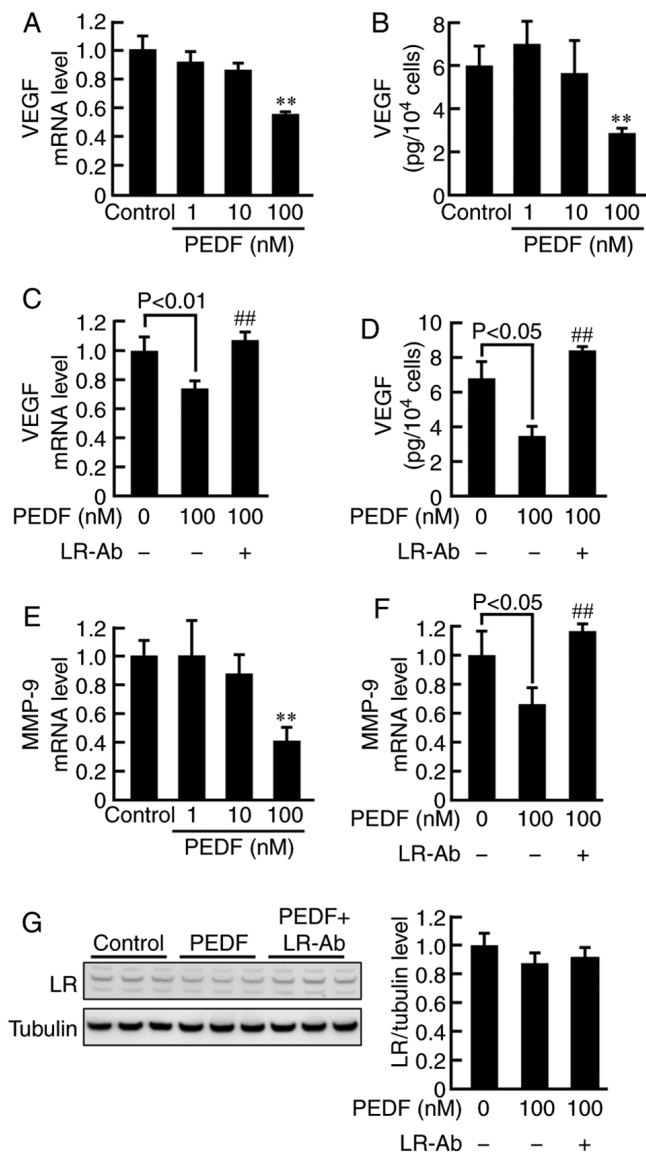 A
VEGF
mRNA level
1.2
1.0
0.8
0.6
0.4
0.2
0
**
Control 1 10 100
PEDF (nM)
B
VEGF
(pg/10⁴ cells)
8
6
4
2
0
**
Control 1 10 100
PEDF (nM)
C
P<0.01
##
VEGF
mRNA level
1.2
1.0
0.8
0.6
0.4
0.2
0
PEDF (nM) 0 100 100
LR-Ab – – +
D
P<0.05
##
VEGF
(pg/10⁴ cells)
10
8
6
4
2
0
PEDF (nM) 0 100 100
LR-Ab – – +
E
MMP-9
mRNA level
1.2
1.0
0.8
0.6
0.4
0.2
0
**
Control 1 10 100
PEDF (nM)
F
P<0.05
##
MMP-9
mRNA level
1.2
1.0
0.8
0.6
0.4
0.2
0
PEDF (nM) 0 100 100
LR-Ab – – +
G
Control PEDF PEDF+
LR-Ab
LR
Tubulin
LR/tubulin level
1.2
1.0
0.8
0.6
0.4
0.2
0
PEDF (nM) 0 100 100
LR-Ab – – +